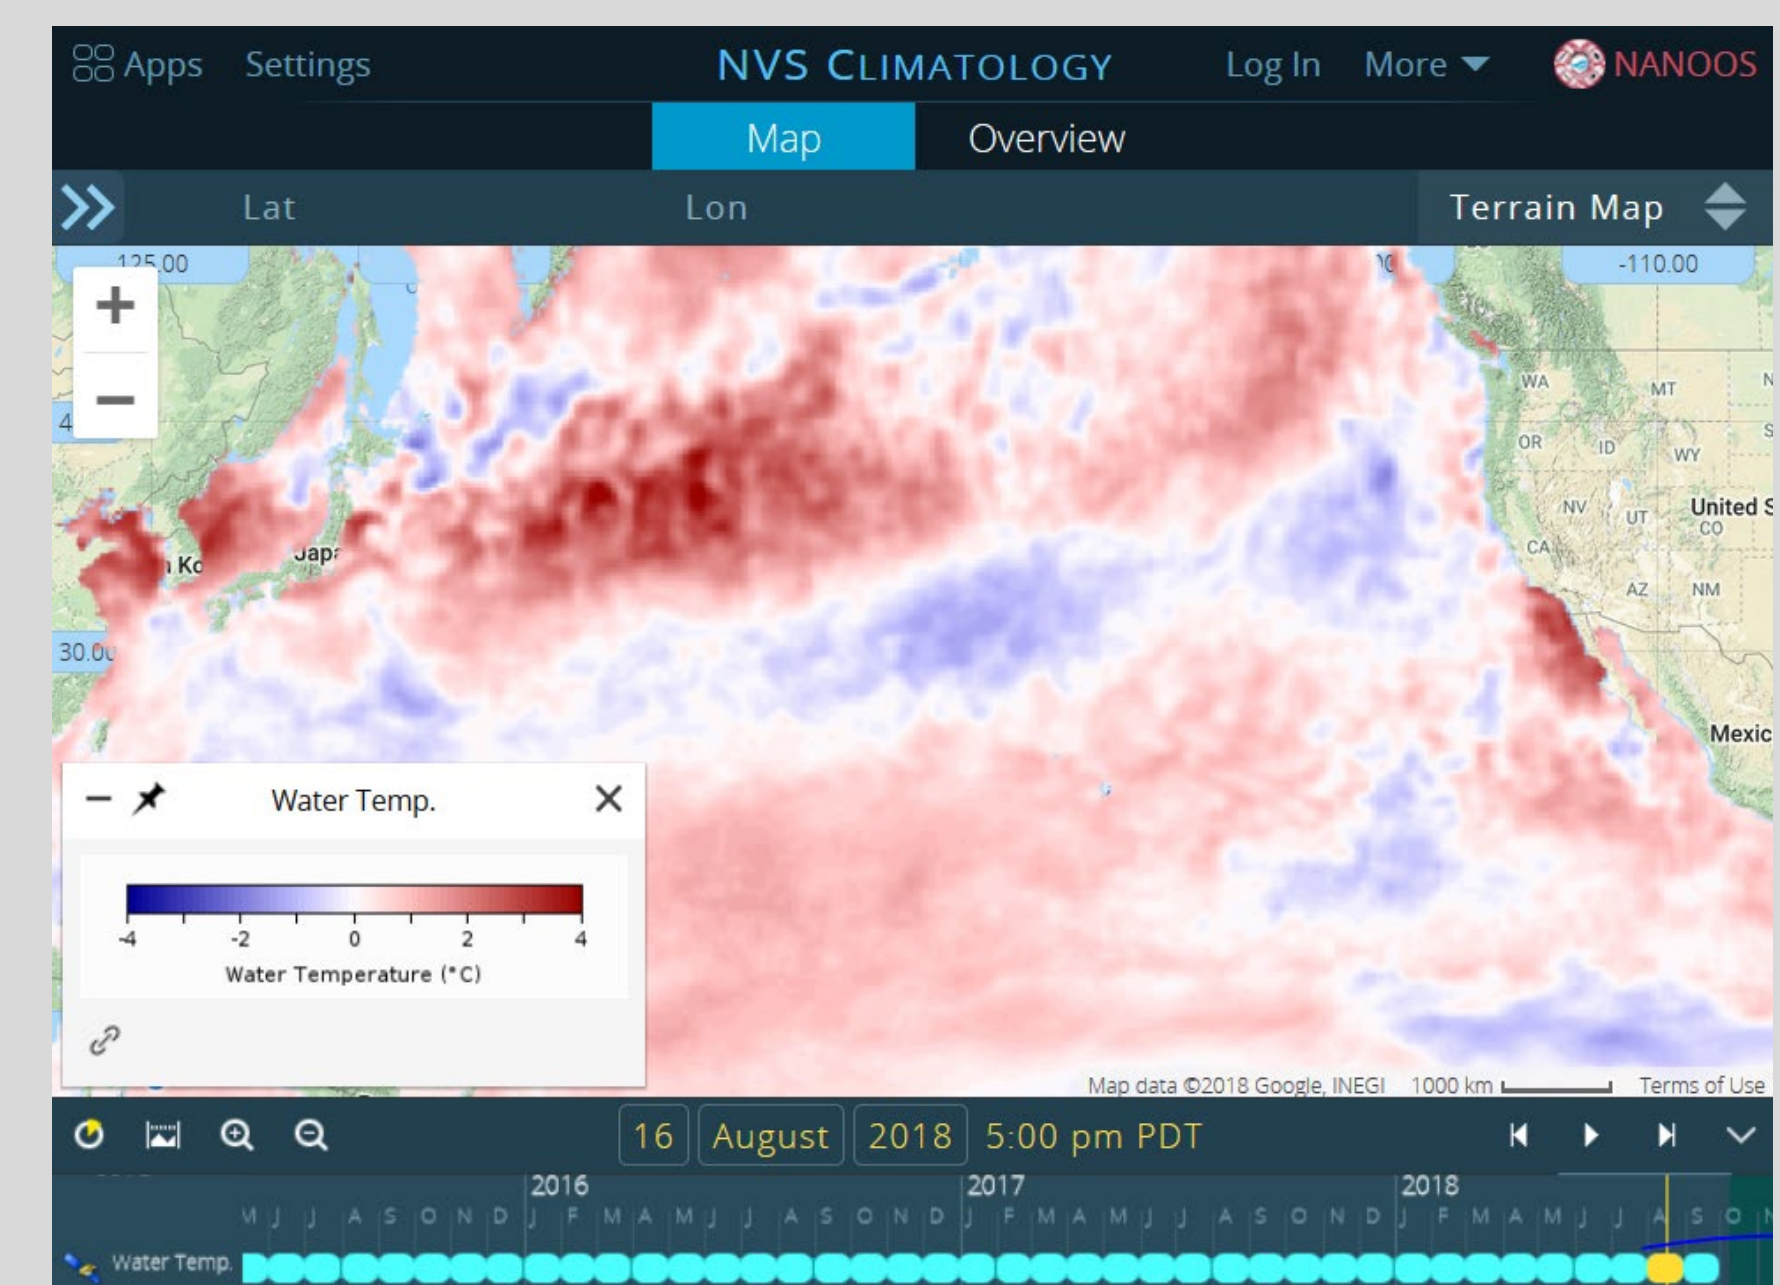 Apps Settings NVS CLIMATOLOGY Log In More NANOOS
Map Overview
Lat Lon Terrain Map
125.00 -110.00
+
−
WA MT
OR ID WY
NV UT United S
CO
CA
Japa
AZ NM
30.00
Mexic
Water Temp.
-4 -2 0 2 4
Water Temperature (°C)
Map data ©2018 Google, INEGI 1000 km Terms of Use
16 August 2018 5:00 pm PDT
2016 2017 2018
M J J A S O N D J F M A M J J A S O N D J F M A M J J A S O N D J F M A M J J A S O N
Water Temp.